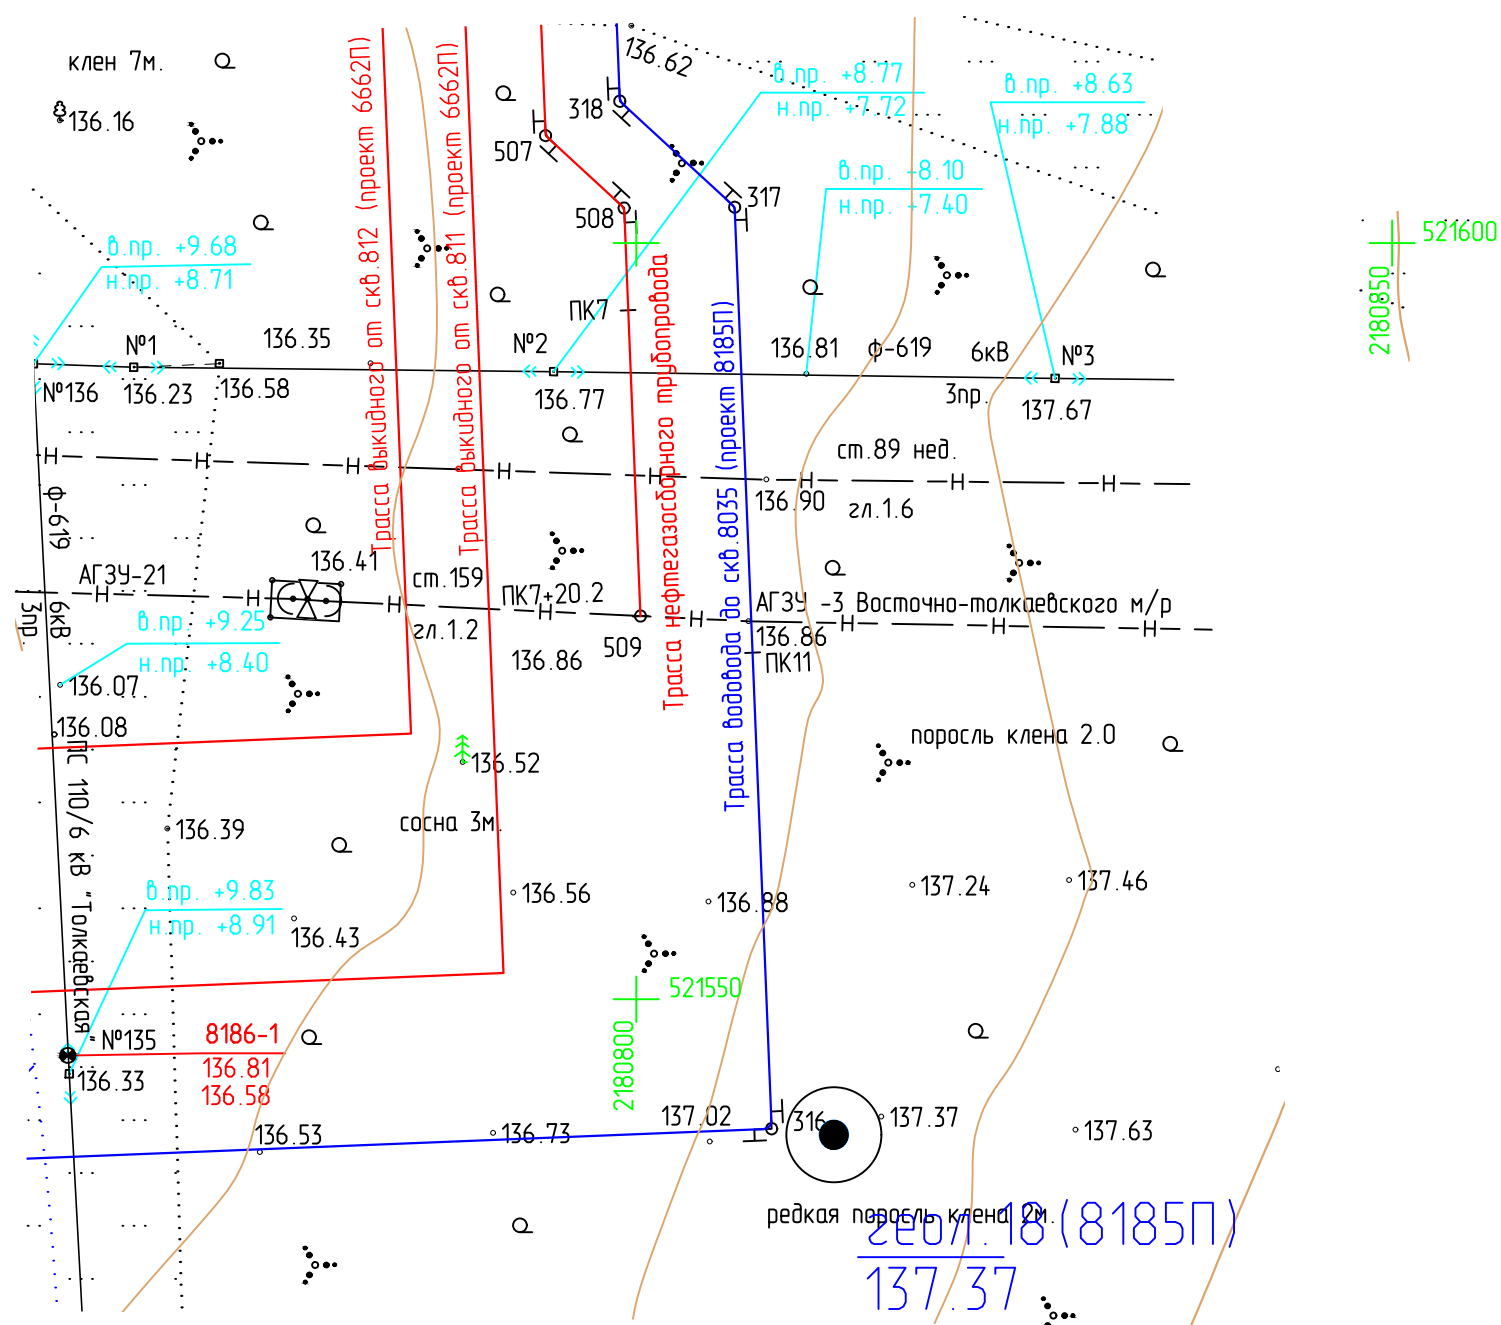 клен 7м.
136.16
136.62
в.пр. +8.77
н.пр. +7.72
в.пр. +8.63
н.пр. +7.88
318
507
317
508
в.пр. -8.10
н.пр. -7.40
521600
2180850
в.пр. +9.68
н.пр. +8.71
Трасса выкидного от скв.812 (проект 6662П)
Трасса выкидного от скв.811 (проект 6662П)
Трасса нефтегазосборного трубопровода
Трасса водовода до скв.8035 (проект 8185П)
ПК7
№1
136.35
№2
136.81
ф-619
6кВ
№3
№136
136.23
136.58
136.77
3пр.
137.67
ст.89 нед.
136.90
гл.1.6
ф-619
АГЗУ-21
136.41
ст.159
ПК7+20.2
АГЗУ -3 Восточно-толкаевского м/р
6кВ
3пр.
в.пр. +9.25
н.пр. +8.40
гл.1.2
136.86
509
136.86
ПК11
136.07
136.08
поросль клена 2.0
136.52
ПС 110/6 кВ "Толкаевская"
сосна 3м.
136.39
в.пр. +9.83
н.пр. +8.91
136.56
136.88
137.24
137.46
136.43
521550
2180800
№135
8186-1
136.81
136.58
136.33
136.53
136.73
137.02
316
137.37
137.63
редкая поросль клена 2м.
геол.18(8185П)
137.37